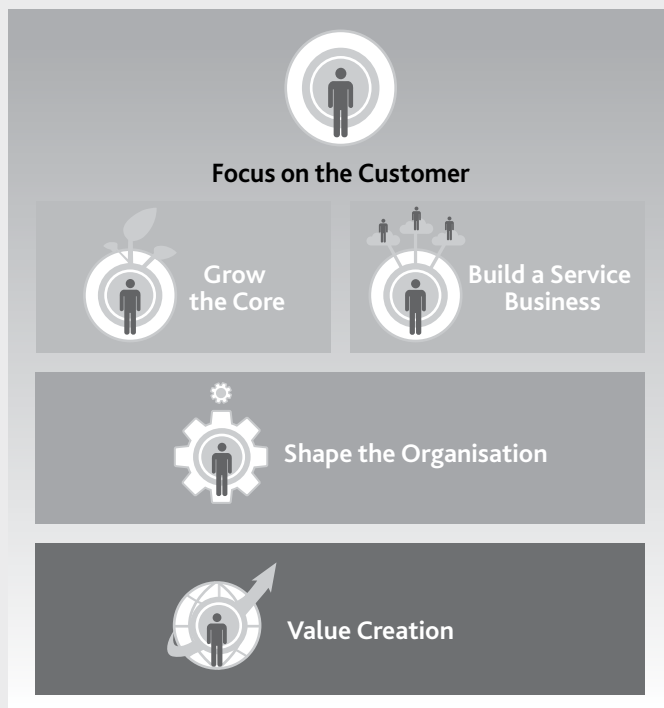 Focus on the Customer
Grow
the Core
Build a Service
Business
Shape the Organisation
Value Creation